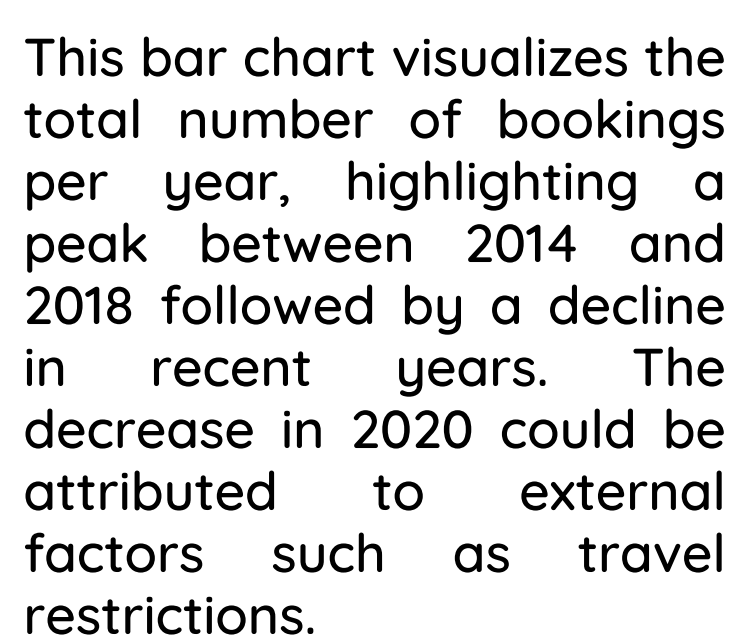 This bar chart visualizes the
total number of bookings
per year, highlighting a
peak between 2014 and
2018 followed by a decline
in recent years. The
decrease in 2020 could be
attributed to external
factors such as travel
restrictions.